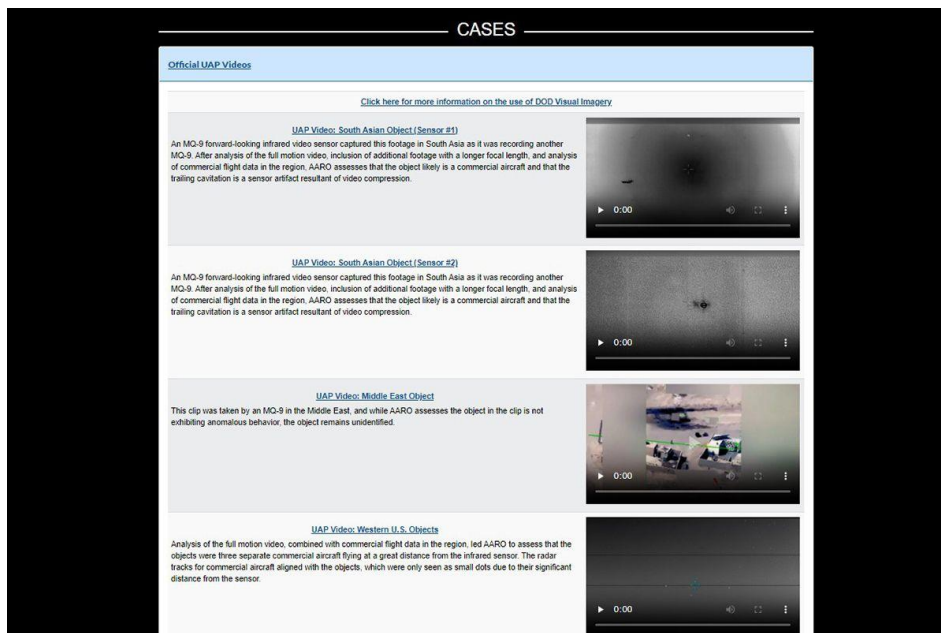 CASES
Official UAP Videos
Click here for more information on the use of DOD Visual Imagery
UAP Video: South Asian Object (Sensor #1)
An MQ-9 forward-looking infrared video sensor captured this footage in South Asia as it was recording another
MQ-9. After analysis of the full motion video, inclusion of additional footage with a longer focal length, and analysis
of commercial flight data in the region, AARO assesses that the object likely is a commercial aircraft and that the
trailing cavitation is a sensor artifact resultant of video compression.
0:00
UAP Video: South Asian Object (Sensor #2)
An MQ-9 forward-looking infrared video sensor captured this footage in South Asia as it was recording another
MQ-9. After analysis of the full motion video, inclusion of additional footage with a longer focal length, and analysis
of commercial flight data in the region, AARO assesses that the object likely is a commercial aircraft and that the
trailing cavitation is a sensor artifact resultant of video compression.
0:00
UAP Video: Middle East Object
This clip was taken by an MQ-9 in the Middle East, and while AARO assesses the object in the clip is not
exhibiting anomalous behavior, the object remains unidentified.
0:00
UAP Video: Western U.S. Objects
Analysis of the full motion video, combined with commercial flight data in the region, led AARO to assess that the
objects were three separate commercial aircraft flying at a great distance from the infrared sensor. The radar
tracks for commercial aircraft aligned with the objects, which were only seen as small dots due to their significant
distance from the sensor.
0:00